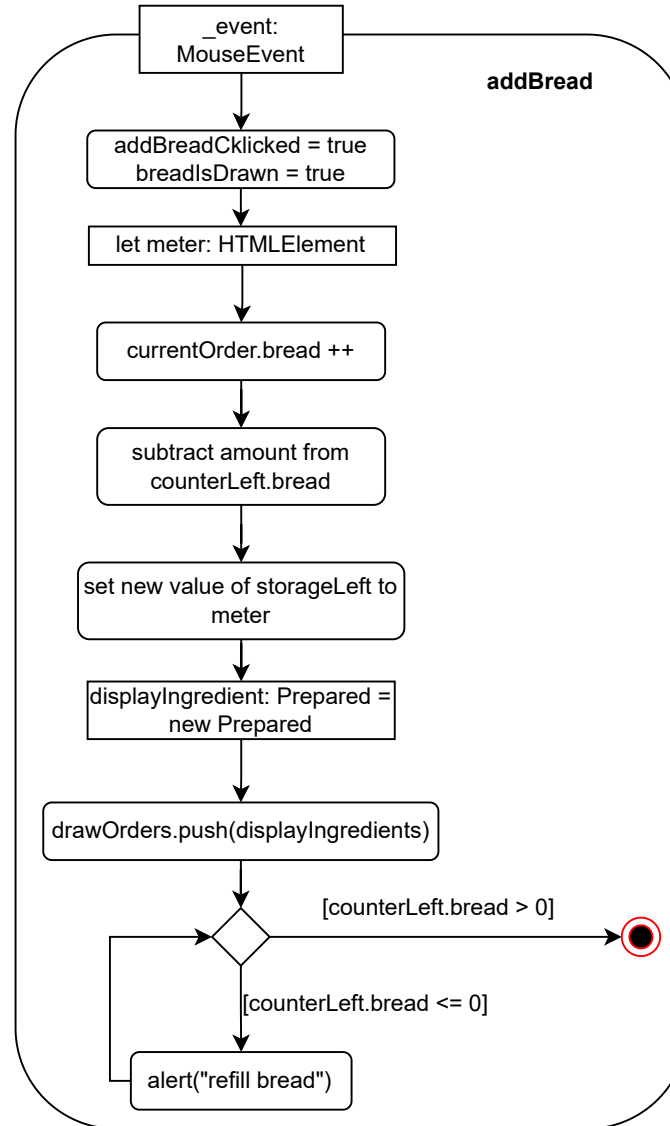 _event:
MouseEvent
addBread
addBreadCklicked = true
breadIsDrawn = true
let meter: HTMLElement
currentOrder.bread ++
subtract amount from
counterLeft.bread
set new value of storageLeft to
meter
displayIngredient: Prepared =
new Prepared
drawOrders.push(displayIngredients)
[counterLeft.bread > 0]
[counterLeft.bread <= 0]
alert("refill bread")